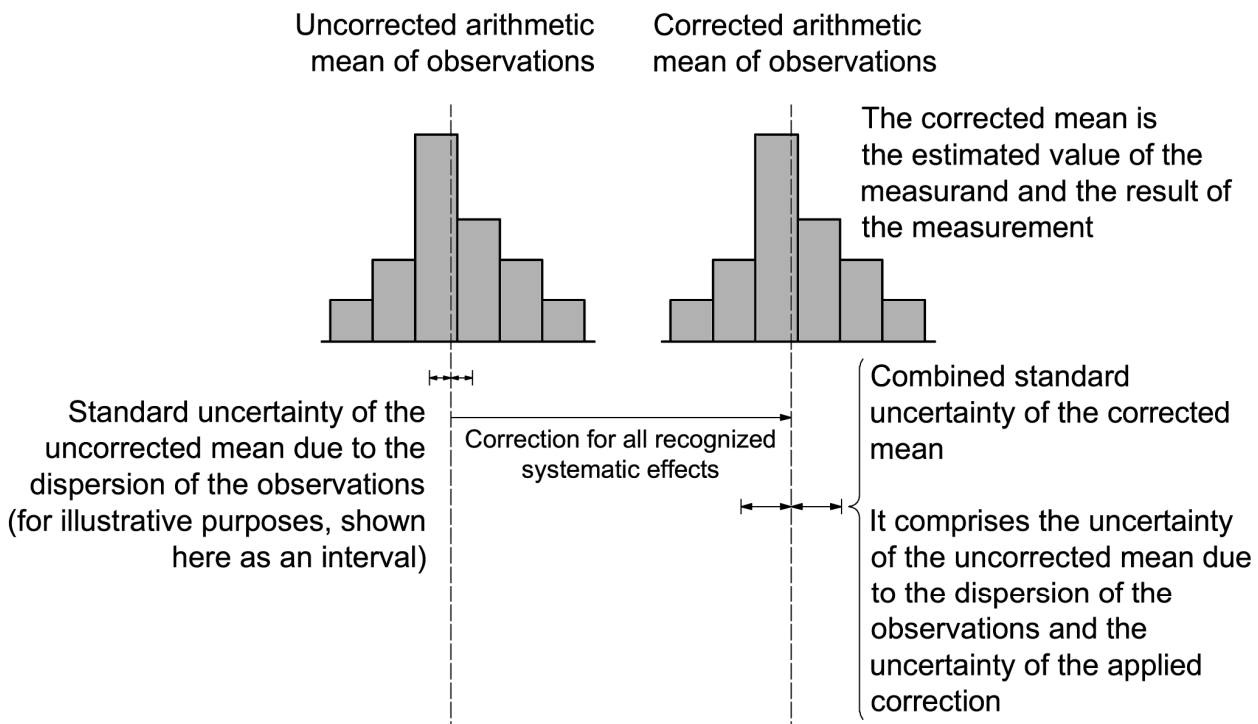 Uncorrected arithmetic
mean of observations
Corrected arithmetic
mean of observations
The corrected mean is
the estimated value of the
measurand and the result of
the measurement
Standard uncertainty of the
uncorrected mean due to the
dispersion of the observations
(for illustrative purposes, shown
here as an interval)
Correction for all recognized
systematic effects
Combined standard
uncertainty of the corrected
mean
It comprises the uncertainty
of the uncorrected mean due
to the dispersion of the
observations and the
uncertainty of the applied
correction